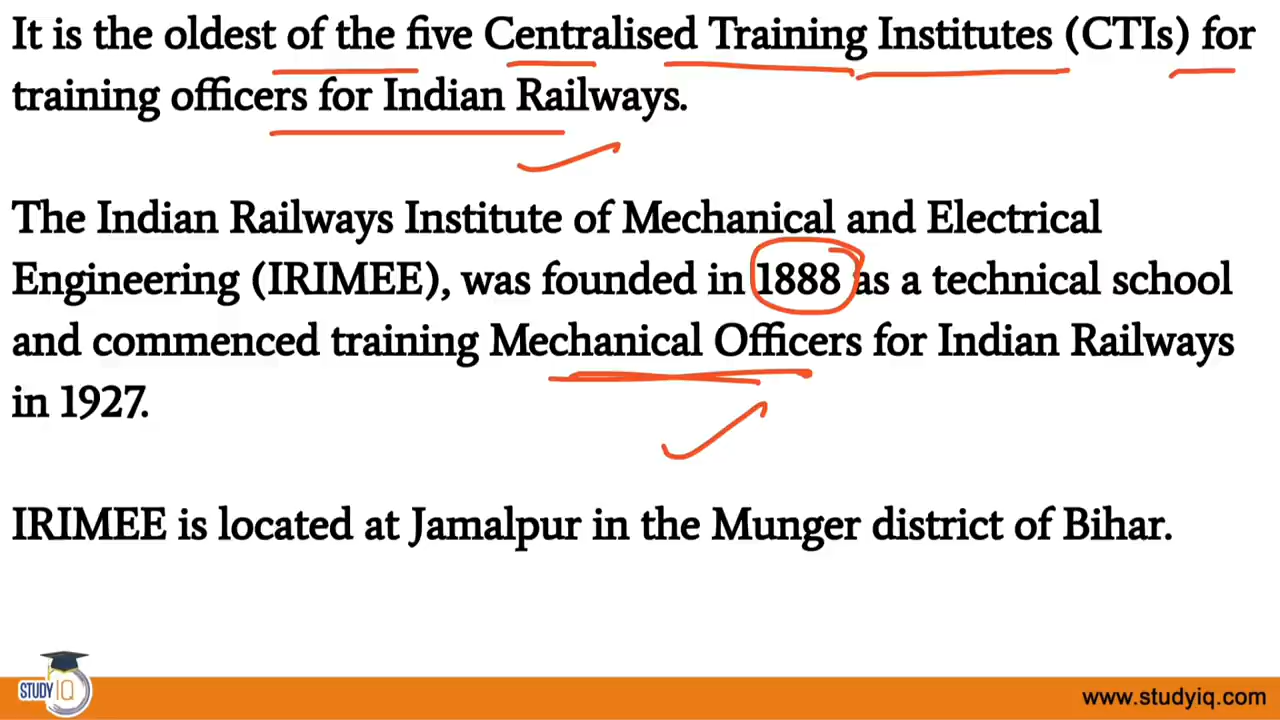 It is the oldest of the five Centralised Training Institutes (CTIs) for
training officers for Indian Railways.
The Indian Railways Institute of Mechanical and Electrical
Engineering (IRIMEE), was founded in 1888 as a technical school
and commenced training Mechanical Officers for Indian Railways
in 1927.
IRIMEE is located at Jamalpur in the Munger district of Bihar.
STUDY IQ
www.studyiq.com